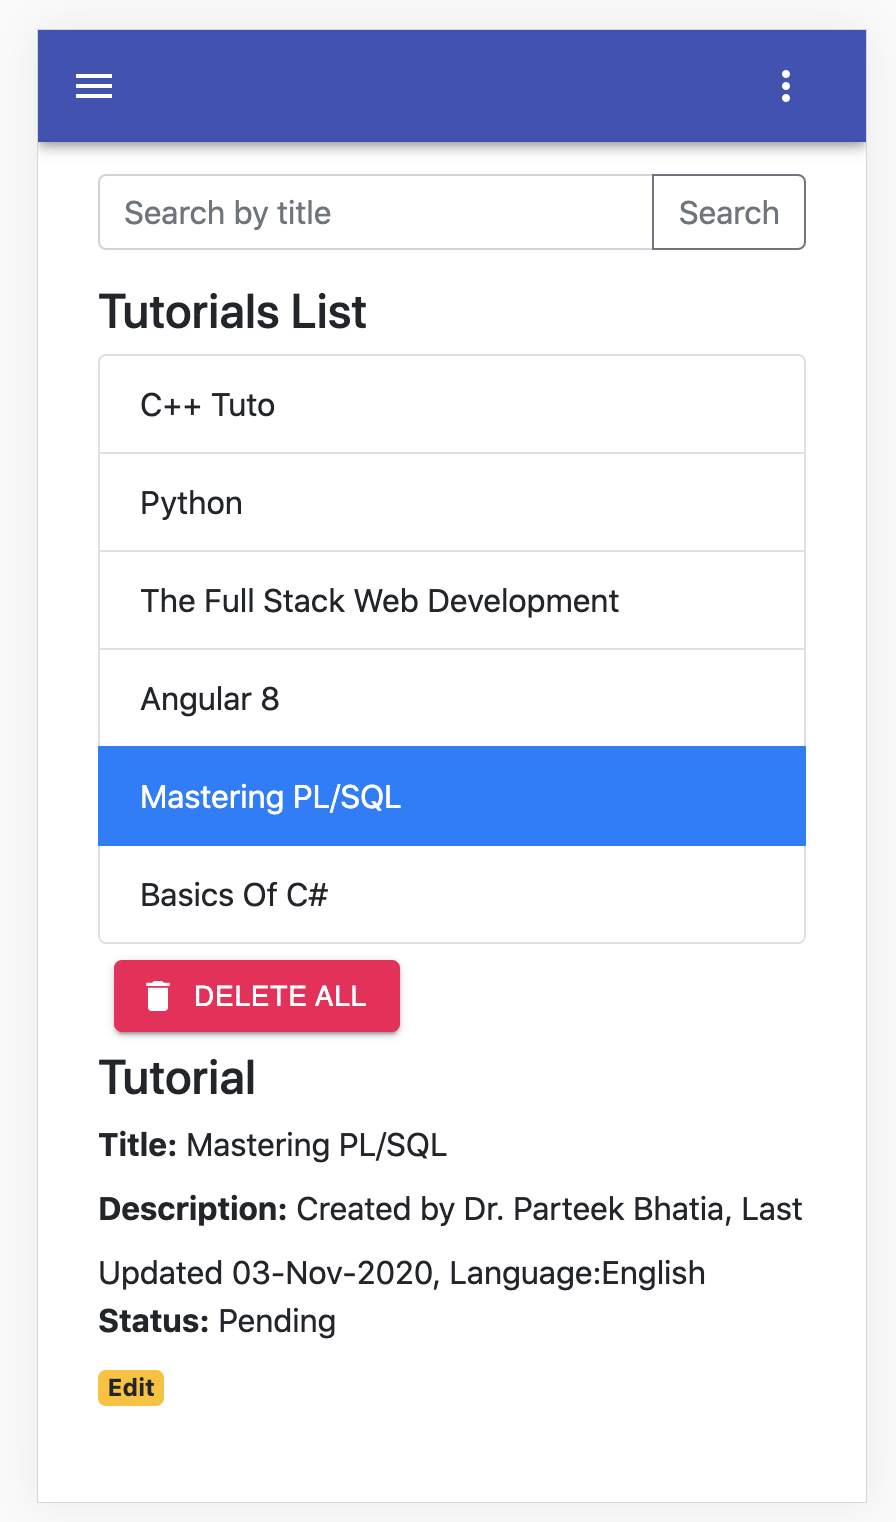 Search by title Search
Tutorials List
C++ Tuto
Python
The Full Stack Web Development
Angular 8
Mastering PL/SQL
Basics Of C#
DELETE ALL
Tutorial
Title: Mastering PL/SQL
Description: Created by Dr. Parteek Bhatia, Last
Updated 03-Nov-2020, Language:English
Status: Pending
Edit